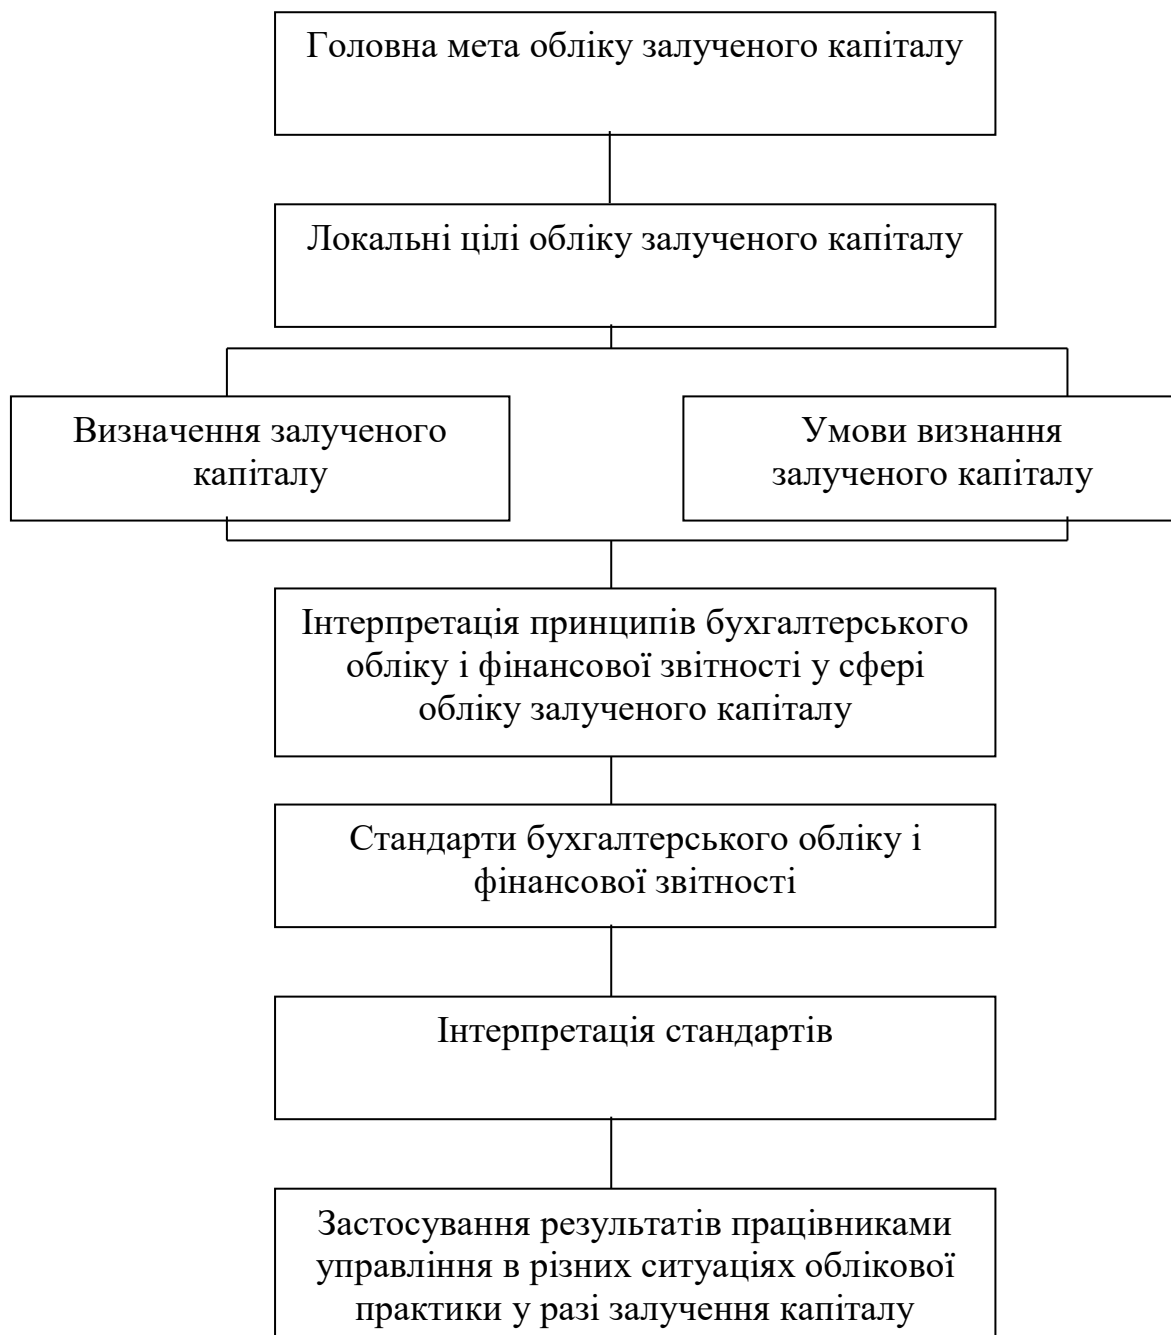 Головна мета обліку залученого капіталу
Локальні цілі обліку залученого капіталу
Визначення залученого
капіталу
Умови визнання
залученого капіталу
Інтерпретація принципів бухгалтерського
обліку і фінансової звітності у сфері
обліку залученого капіталу
Стандарти бухгалтерського обліку і
фінансової звітності
Інтерпретація стандартів
Застосування результатів працівниками
управління в різних ситуаціях облікової
практики у разі залучення капіталу